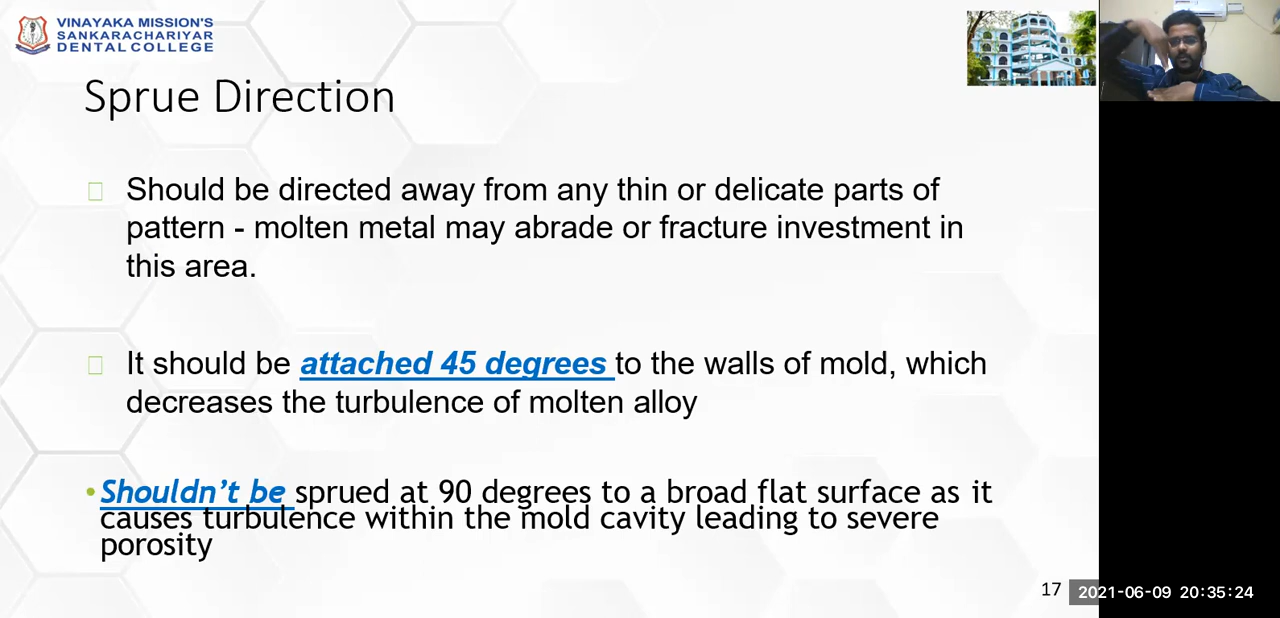 VINAYAKA MISSION'S
SANKARACHARIYAR
DENTAL COLLEGE
Sprue Direction
Should be directed away from any thin or delicate parts of
pattern - molten metal may abrade or fracture investment in
this area.
It should be attached 45 degrees to the walls of mold, which
decreases the turbulence of molten alloy
•Shouldn't be sprued at 90 degrees to a broad flat surface as it
causes turbulence within the mold cavity leading to severe
porosity
17
2021-06-09 20:35:24